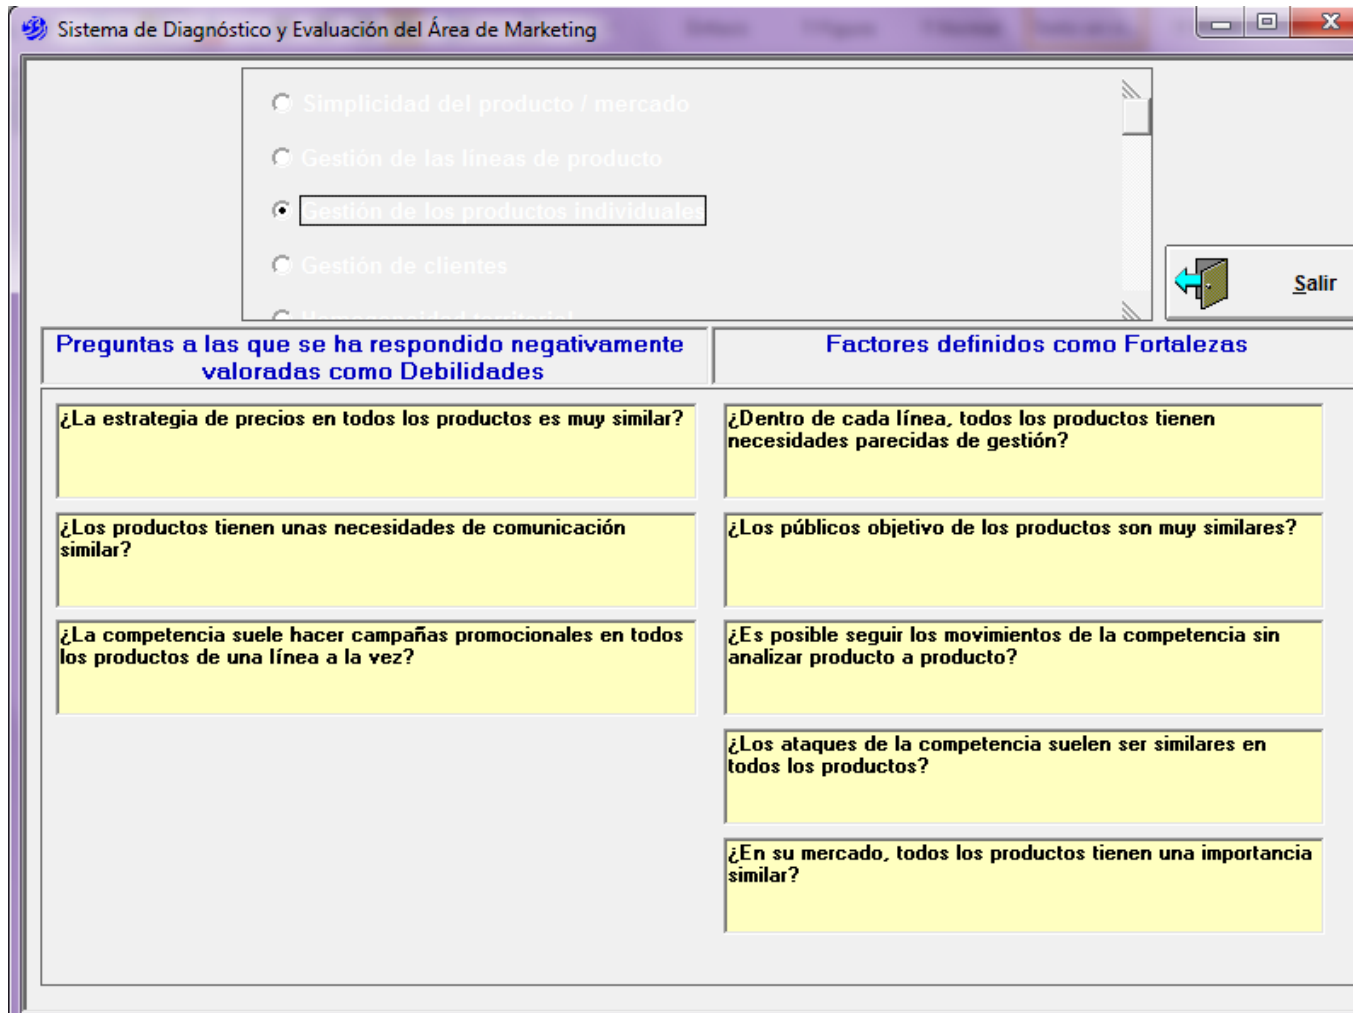 Sistema de Diagnóstico y Evaluación del Área de Marketing
Simplicidad del producto / mercado
Gestión de las líneas de producto
Gestión de los productos individuales
Gestión de clientes
Homogeneidad territorial
Salir
Preguntas a las que se ha respondido negativamente
valoradas como Debilidades
Factores definidos como Fortalezas
¿La estrategia de precios en todos los productos es muy similar?
¿Dentro de cada línea, todos los productos tienen
necesidades parecidas de gestión?
¿Los productos tienen unas necesidades de comunicación
similar?
¿Los públicos objetivo de los productos son muy similares?
¿La competencia suele hacer campañas promocionales en todos
los productos de una línea a la vez?
¿Es posible seguir los movimientos de la competencia sin
analizar producto a producto?
¿Los ataques de la competencia suelen ser similares en
todos los productos?
¿En su mercado, todos los productos tienen una importancia
similar?